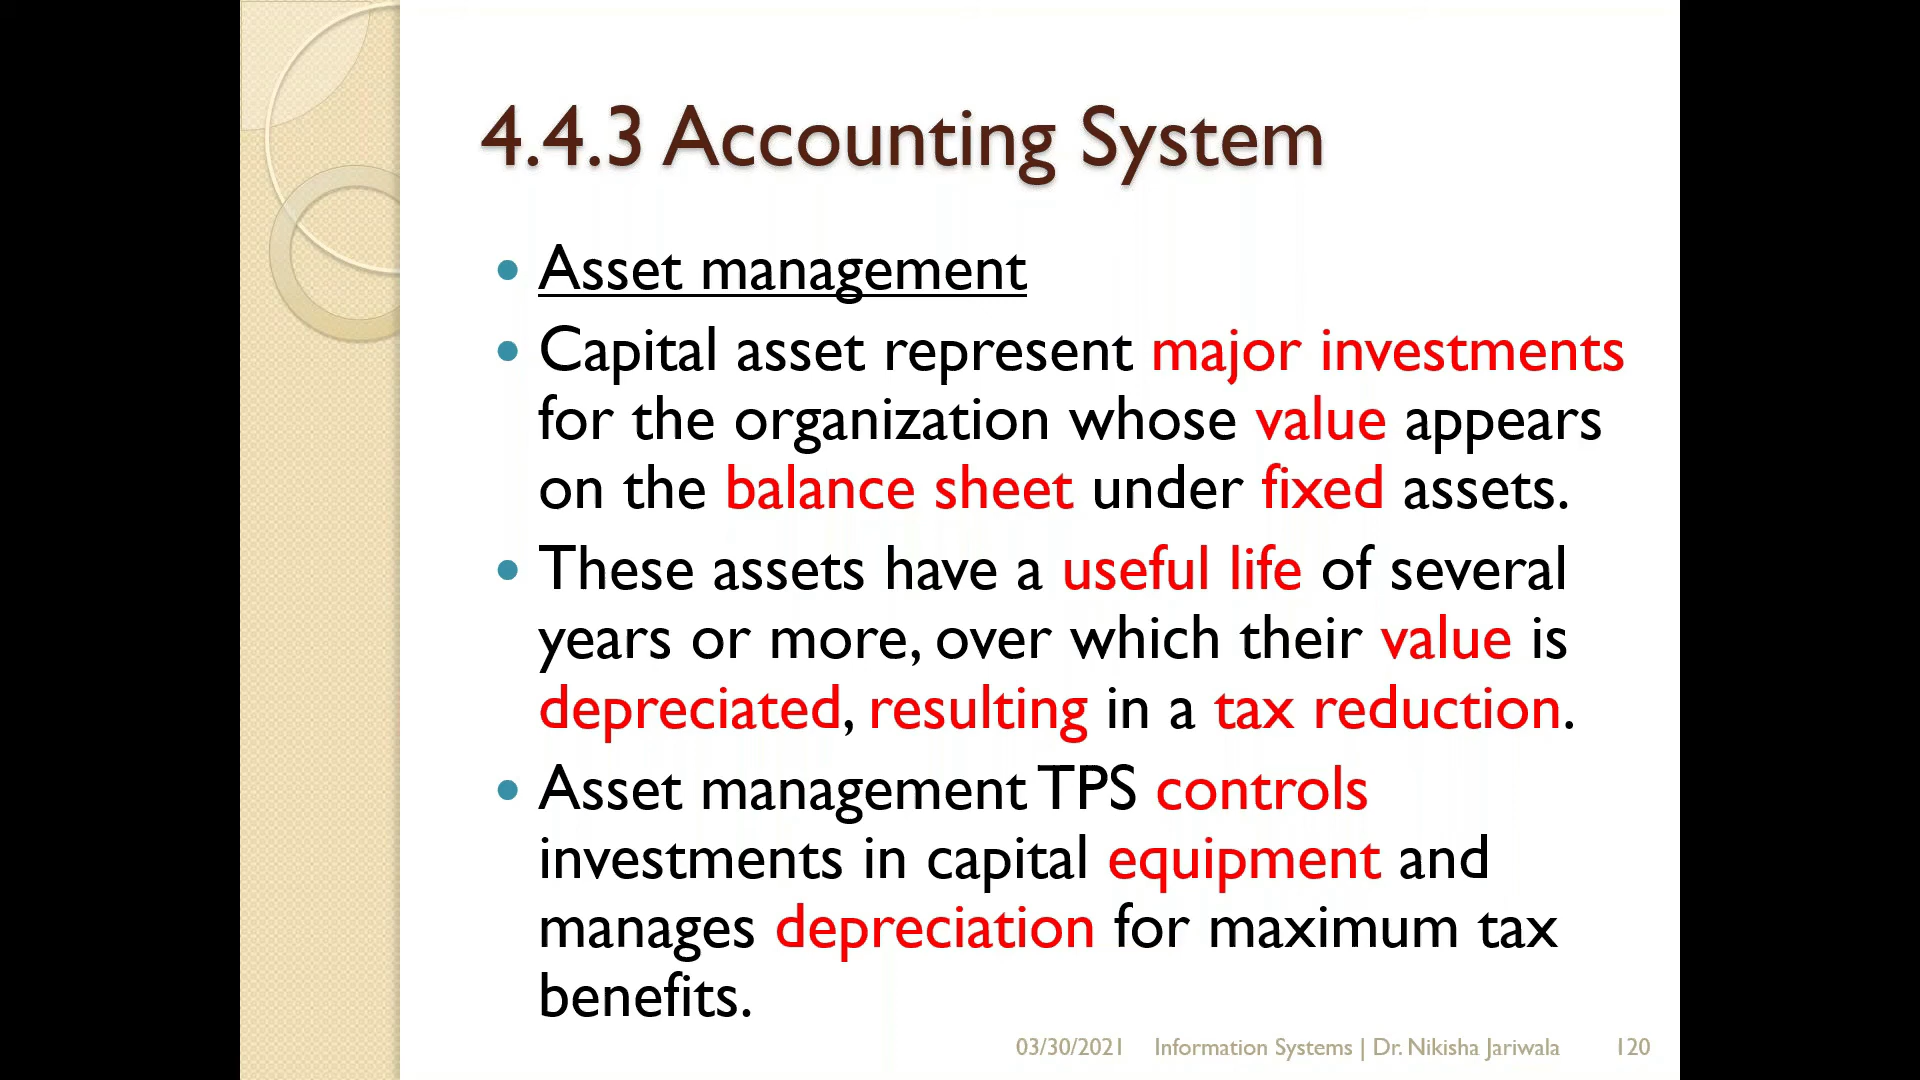 4.4.3 Accounting System
• Asset management
• Capital asset represent major investments
for the organization whose value appears
on the balance sheet under fixed assets.
• These assets have a useful life of several
years or more, over which their value is
depreciated, resulting in a tax reduction.
• Asset management TPS controls
investments in capital equipment and
manages depreciation for maximum tax
benefits.
03/30/2021 Information Systems | Dr. Nikisha Jariwala 120